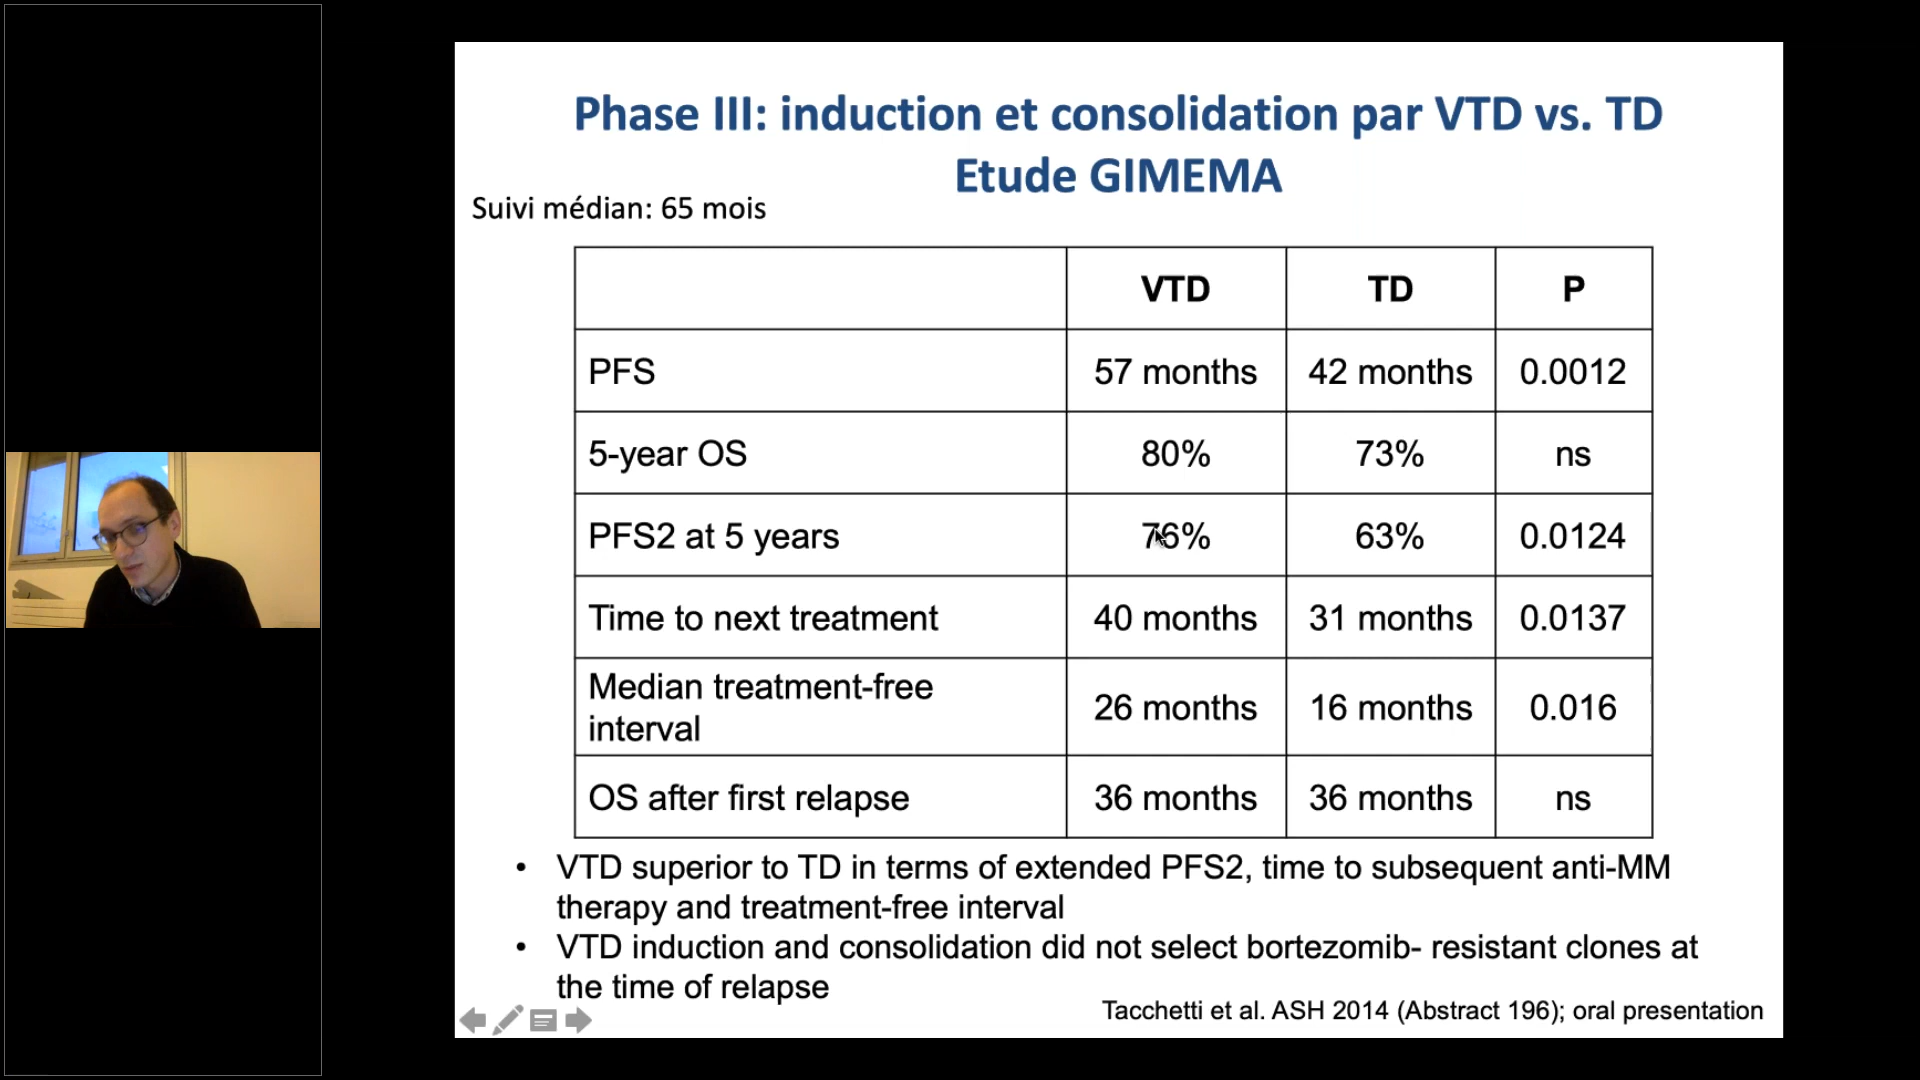 Phase III: induction et consolidation par VTD vs. TD
Etude GIMEMA
Suivi médian: 65 mois
VTD TD P
PFS 57 months 42 months 0.0012
5-year OS 80% 73% ns
PFS2 at 5 years 76% 63% 0.0124
Time to next treatment 40 months 31 months 0.0137
Median treatment-free
interval 26 months 16 months 0.016
OS after first relapse 36 months 36 months ns
• VTD superior to TD in terms of extended PFS2, time to subsequent anti-MM
therapy and treatment-free interval
• VTD induction and consolidation did not select bortezomib- resistant clones at
the time of relapse
Tacchetti et al. ASH 2014 (Abstract 196); oral presentation